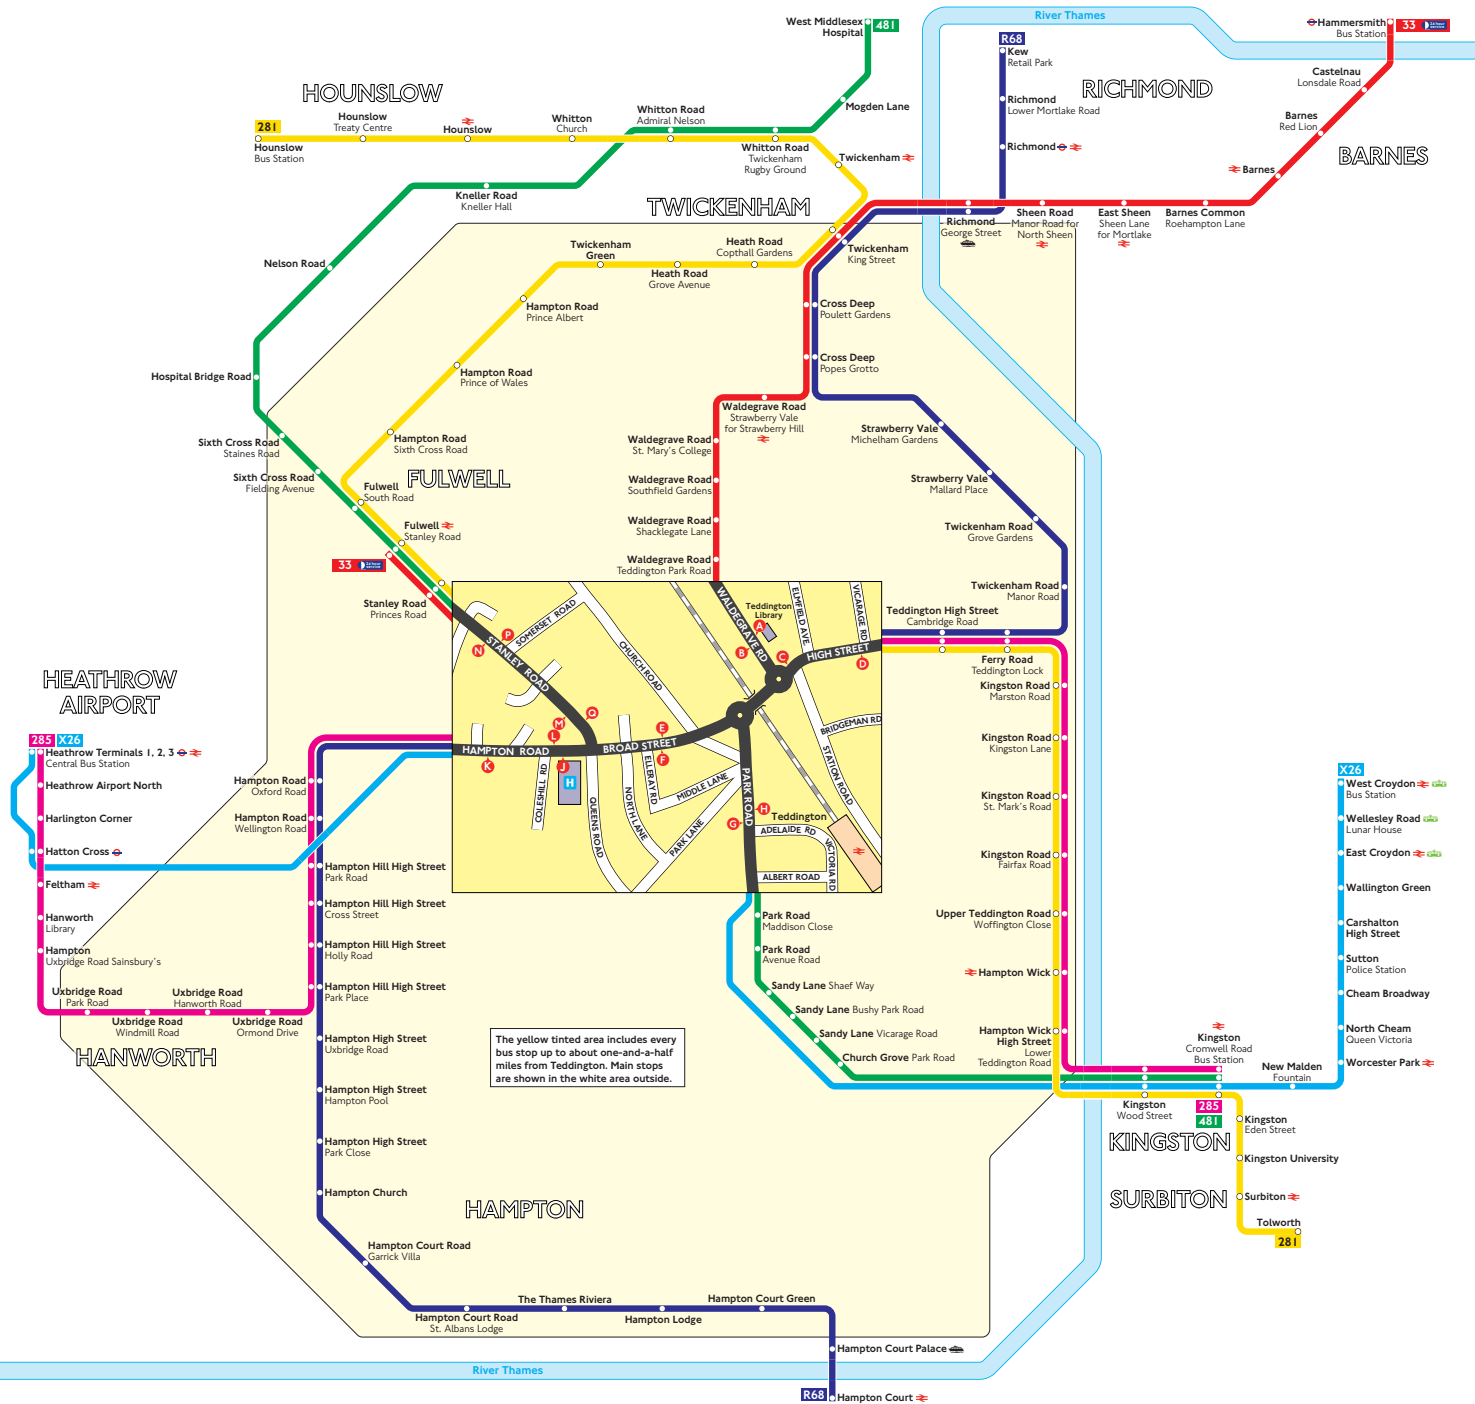 River Thames
West Middlesex
Hospital
481
Hammersmith
Bus Station
33
24 hour
service
R68
Kew
Retail Park
RICHMOND
Castelnau
Lonsdale Road
HOUNSLOW
Mogden Lane
Richmond
Lower Mortlake Road
Barnes
Red Lion
281
Hounslow
Bus Station
Hounslow
Treaty Centre
Hounslow
Whitton
Church
Whitton Road
Admiral Nelson
Whitton Road
Twickenham
Rugby Ground
Twickenham
Richmond
BARNES
Barnes
Kneller Road
Kneller Hall
TWICKENHAM
Richmond
George Street
Sheen Road
Manor Road for
North Sheen
East Sheen
Sheen Lane
for Mortlake
Barnes Common
Roehampton Lane
Twickenham
Green
Heath Road
Copthall Gardens
Twickenham
King Street
Nelson Road
Heath Road
Grove Avenue
Hampton Road
Prince Albert
Cross Deep
Poulett Gardens
Cross Deep
Popes Grotto
Hospital Bridge Road
Hampton Road
Prince of Wales
Waldegrave Road
Strawberry Vale
for Strawberry Hill
Strawberry Vale
Michelham Gardens
Sixth Cross Road
Staines Road
Hampton Road
Sixth Cross Road
Waldegrave Road
St. Mary's College
Sixth Cross Road
Fielding Avenue
FULWELL
Fulwell
South Road
Waldegrave Road
Southfield Gardens
Strawberry Vale
Mallard Place
Fulwell
Stanley Road
Waldegrave Road
Shacklegate Lane
Twickenham Road
Grove Gardens
33
24 hour
service
Waldegrave Road
Teddington Park Road
Stanley Road
Princes Road
Twickenham Road
Manor Road
Teddington High Street
Cambridge Road
WALDEGRAVE RD
Teddington
Library
ELMFIELD AVE
VICARAGE RD
SOMERSET ROAD
STANLEY ROAD
CHURCH ROAD
HIGH STREET
A
B
C
D
P
N
Ferry Road
Teddington Lock
Kingston Road
Marston Road
HEATHROW
AIRPORT
285
X26
Heathrow Terminals 1, 2, 3
Central Bus Station
Heathrow Airport North
Harlington Corner
Hatton Cross
Feltham
Hanworth
Library
Hampton
Uxbridge Road Sainsbury's
Q
M
L
E
F
K
J
H
HAMPTON ROAD
BROAD STREET
BRIDGEMAN RD
STATION ROAD
COLESHILL RD
QUEENS ROAD
NORTH LANE
ELLERAY RD
MIDDLE LANE
PARK LANE
PARK ROAD
G
H
Teddington
ADELAIDE RD
VICTORIA RD
ALBERT ROAD
Kingston Road
Kingston Lane
Kingston Road
St. Mark's Road
Kingston Road
Fairfax Road
X26
West Croydon
Bus Station
Wellesley Road
Lunar House
East Croydon
Wallington Green
Carshalton
High Street
Sutton
Police Station
Cheam Broadway
North Cheam
Queen Victoria
Worcester Park
Hampton Road
Oxford Road
Hampton Road
Wellington Road
Hampton Hill High Street
Park Road
Hampton Hill High Street
Cross Street
Hampton Hill High Street
Holly Road
Hampton Hill High Street
Park Place
Park Road
Maddison Close
Park Road
Avenue Road
Sandy Lane Shaef Way
Sandy Lane Bushy Park Road
Sandy Lane Vicarage Road
Church Grove Park Road
Upper Teddington Road
Woffington Close
Hampton Wick
Hampton Wick
High Street
Lower
Teddington Road
Kingston
Cromwell Road
Bus Station
New Malden
Fountain
Uxbridge Road
Park Road
Uxbridge Road
Windmill Road
Uxbridge Road
Hanworth Road
Uxbridge Road
Ormond Drive
HANWORTH
Hampton High Street
Uxbridge Road
The yellow tinted area includes every
bus stop up to about one-and-a-half
miles from Teddington. Main stops
are shown in the white area outside.
Hampton High Street
Hampton Pool
Kingston
Wood Street
285
481
Kingston
Eden Street
KINGSTON
Hampton High Street
Park Close
Kingston University
Hampton Church
HAMPTON
SURBITON
Surbiton
Tolworth
281
Hampton Court Road
Garrick Villa
Hampton Court Road
St. Albans Lodge
The Thames Riviera
Hampton Lodge
Hampton Court Green
Hampton Court Palace
River Thames
R68
Hampton Court